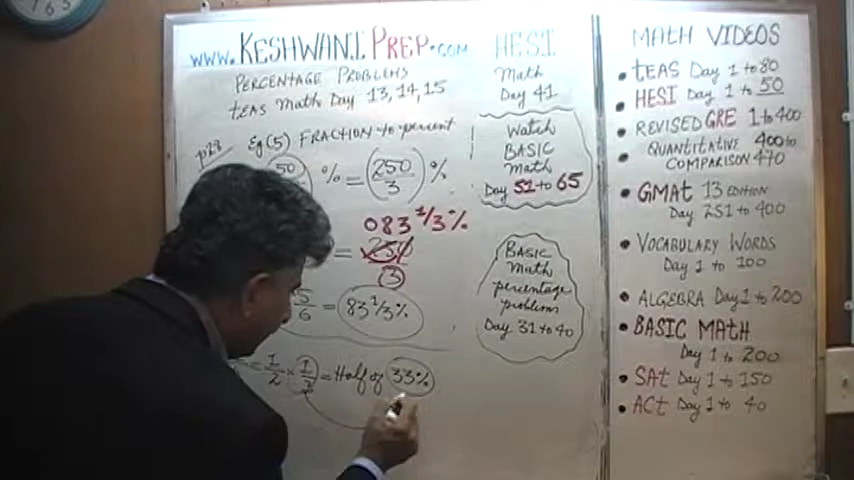 WWW.KESHWANIPREP.COM
PERCENTAGE PROBLEMS
TEAS Math Day 13, 14, 15
p23
Eg(5) FRACTION to percent
50 % = (250/3) %
083 1/3 %
= 250/3
5/6 = 83 1/3 %
= 1/2 × 1/3 = Half of 33%
HESI
Math
Day 41
Watch
BASIC
Math
Day 51 to 65
BASIC
Math
percentage
problems
Day 31 to 40
MATH VIDEOS
• TEAS Day 1 to 80
• HESI Day 1 to 50
• REVISED GRE 1 to 400
• QUANTITATIVE 400 to
COMPARISON 470
• GMAT 13 EDITION
Day 251 to 400
• VOCABULARY WORDS
Day 1 to 100
• ALGEBRA Day 1 to 200
• BASIC MATH
Day 1 to 200
• SAT Day 1 to 150
• ACT Day 1 to 40